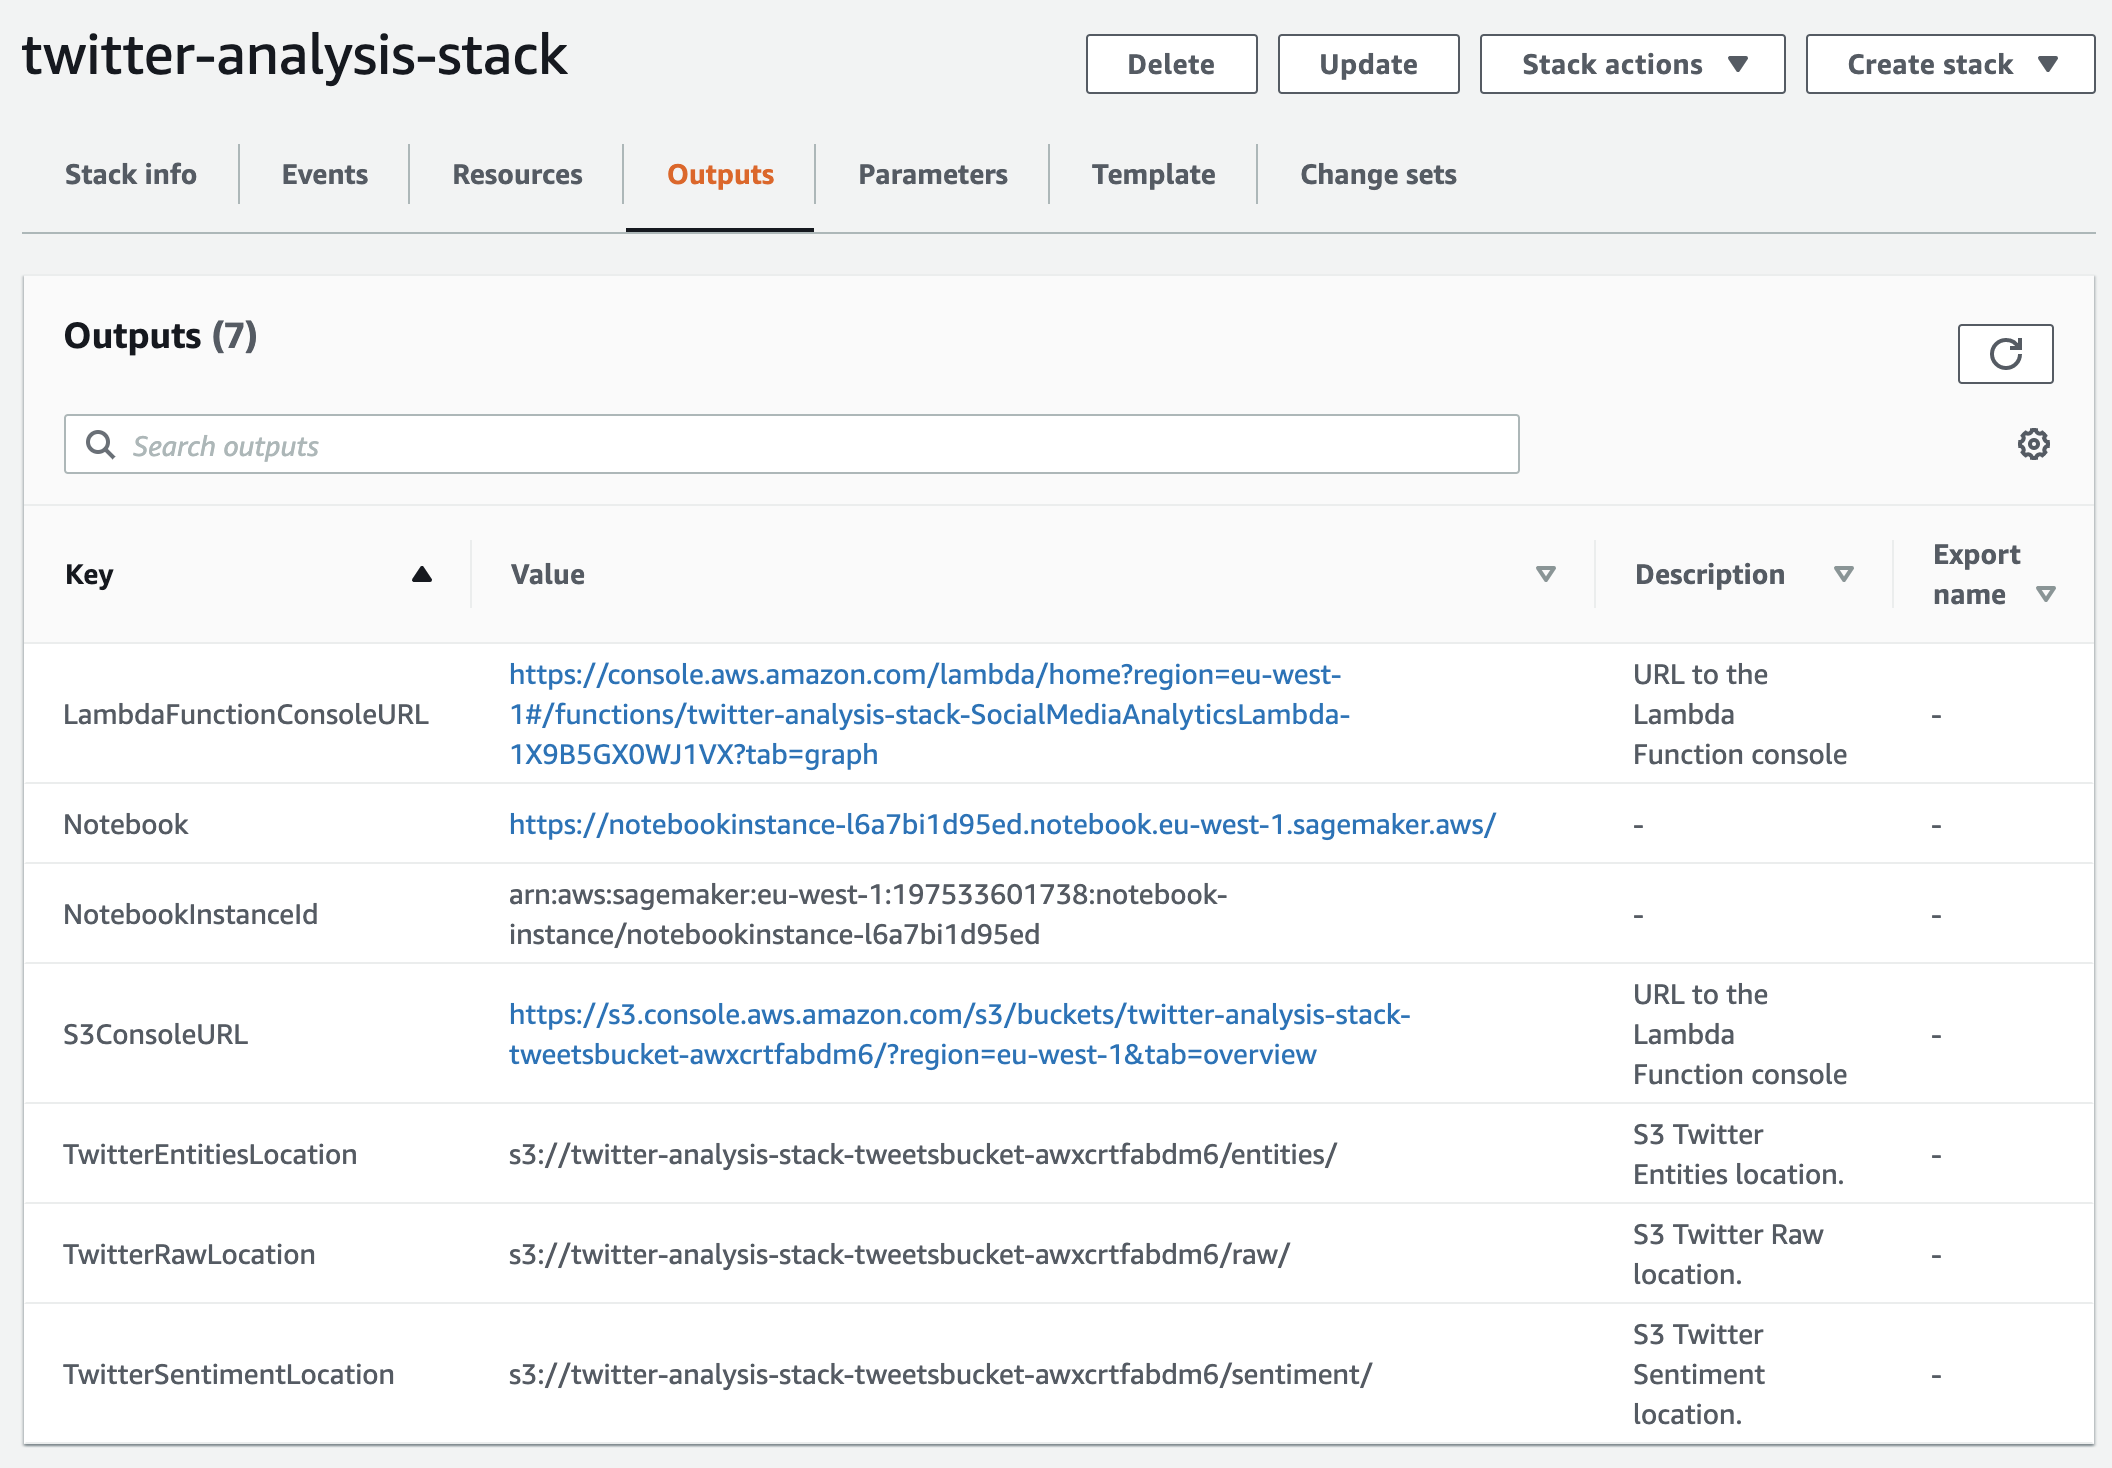 twitter-analysis-stack
Delete
Update
Stack actions
Create stack
Stack info
Events
Resources
Outputs
Parameters
Template
Change sets
Outputs (7)
Search outputs
Key
Value
Description
Export
name
LambdaFunctionConsoleURL
https://console.aws.amazon.com/lambda/home?region=eu-west-
1#/functions/twitter-analysis-stack-SocialMediaAnalyticsLambda-
1X9B5GX0WJ1VX?tab=graph
URL to the
Lambda
Function console
-
Notebook
https://notebookinstance-l6a7bi1d95ed.notebook.eu-west-1.sagemaker.aws/
-
-
NotebookInstanceId
arn:aws:sagemaker:eu-west-1:197533601738:notebook-
instance/notebookinstance-l6a7bi1d95ed
-
-
S3ConsoleURL
https://s3.console.aws.amazon.com/s3/buckets/twitter-analysis-stack-
tweetsbucket-awxcrtfabdm6/?region=eu-west-1&tab=overview
URL to the
Lambda
Function console
-
TwitterEntitiesLocation
s3://twitter-analysis-stack-tweetsbucket-awxcrtfabdm6/entities/
S3 Twitter
Entities location.
-
TwitterRawLocation
s3://twitter-analysis-stack-tweetsbucket-awxcrtfabdm6/raw/
S3 Twitter Raw
location.
-
TwitterSentimentLocation
s3://twitter-analysis-stack-tweetsbucket-awxcrtfabdm6/sentiment/
S3 Twitter
Sentiment
location.
-